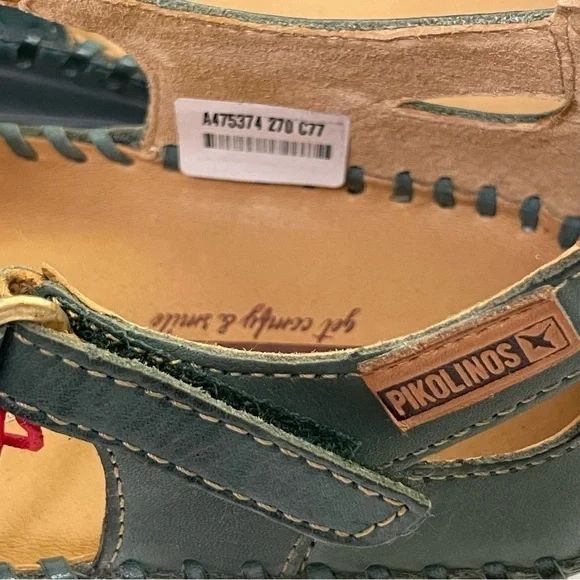 A475374 270 C77
get comfy & smile
PIKOLINOS